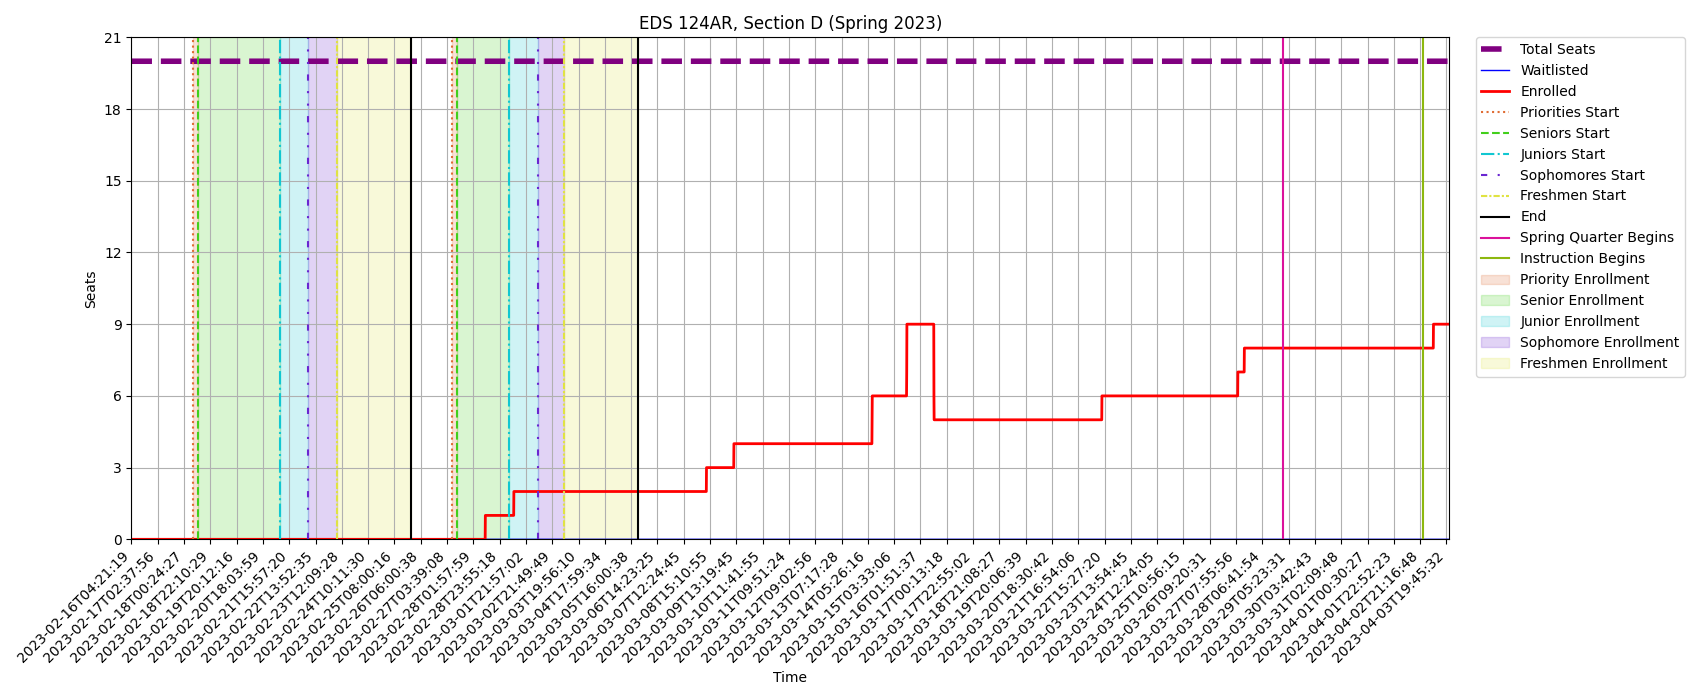 EDS 124AR, Section D (Spring 2023)
21
18
15
12
9
6
3
0
Seats
2023-02-16T04:21:19
2023-02-17T02:37:56
2023-02-18T00:24:27
2023-02-18T22:10:29
2023-02-19T20:12:16
2023-02-20T18:03:59
2023-02-21T15:57:20
2023-02-22T13:52:35
2023-02-23T12:09:28
2023-02-24T10:11:30
2023-02-25T08:00:16
2023-02-26T06:00:38
2023-02-27T03:39:08
2023-02-28T01:57:59
2023-02-28T23:55:18
2023-03-01T21:57:02
2023-03-02T21:49:49
2023-03-03T19:56:10
2023-03-04T17:59:34
2023-03-05T16:00:38
2023-03-06T14:23:25
2023-03-07T12:24:45
2023-03-08T15:10:55
2023-03-09T13:19:45
2023-03-10T11:41:55
2023-03-11T09:51:24
2023-03-12T09:02:56
2023-03-13T07:17:28
2023-03-14T05:26:16
2023-03-15T03:33:06
2023-03-16T01:51:37
2023-03-17T00:13:18
2023-03-17T22:55:02
2023-03-18T21:08:27
2023-03-19T20:06:39
2023-03-20T18:30:42
2023-03-21T16:54:06
2023-03-22T15:27:20
2023-03-23T13:54:45
2023-03-24T12:24:05
2023-03-25T10:56:15
2023-03-26T09:20:31
2023-03-27T07:55:56
2023-03-28T06:41:54
2023-03-29T05:23:31
2023-03-30T03:42:43
2023-03-31T02:09:48
2023-04-01T00:30:27
2023-04-01T22:52:23
2023-04-02T21:16:48
2023-04-03T19:45:32
Time
Total Seats
Waitlisted
Enrolled
Priorities Start
Seniors Start
Juniors Start
Sophomores Start
Freshmen Start
End
Spring Quarter Begins
Instruction Begins
Priority Enrollment
Senior Enrollment
Junior Enrollment
Sophomore Enrollment
Freshmen Enrollment